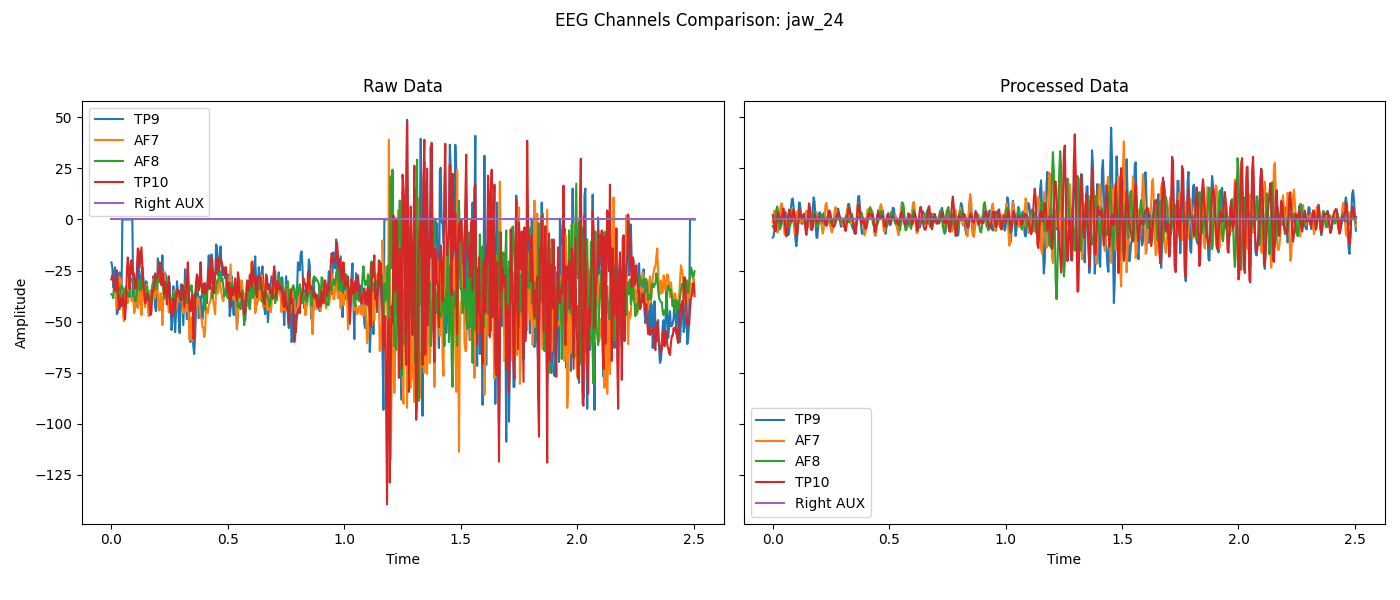 EEG Channels Comparison: jaw_24
Raw Data
50
25
0
−25
−50
−75
−100
−125
Amplitude
TP9
AF7
AF8
TP10
Right AUX
0.0
0.5
1.0
1.5
2.0
2.5
Time
Processed Data
TP9
AF7
AF8
TP10
Right AUX
0.0
0.5
1.0
1.5
2.0
2.5
Time